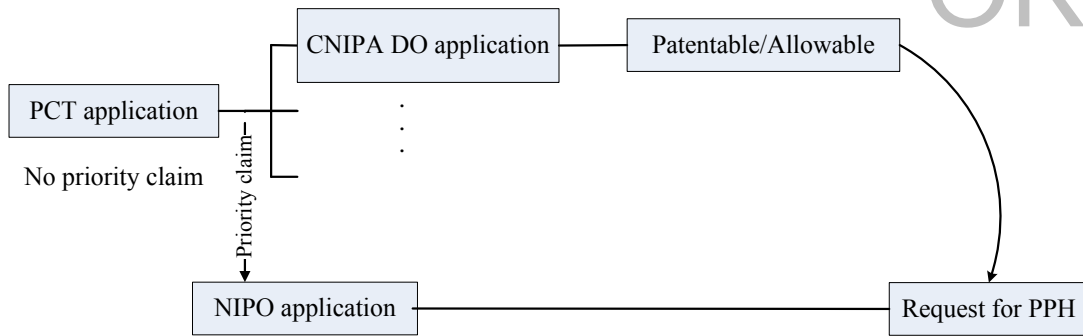 CNIPA DO application
Patentable/Allowable
PCT application
No priority claim
Priority claim
NIPO application
Request for PPH